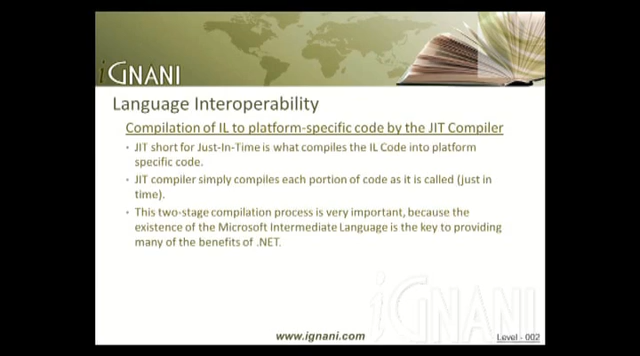 iGNANI
Language Interoperability
Compilation of IL to platform-specific code by the JIT Compiler
• JIT short for Just-In-Time is what compiles the IL Code into platform
specific code.
• JIT compiler simply compiles each portion of code as it is called (just in
time).
• This two-stage compilation process is very important, because the
existence of the Microsoft Intermediate Language is the key to providing
many of the benefits of .NET.
iGNANI
www.ignani.com
Level - 002